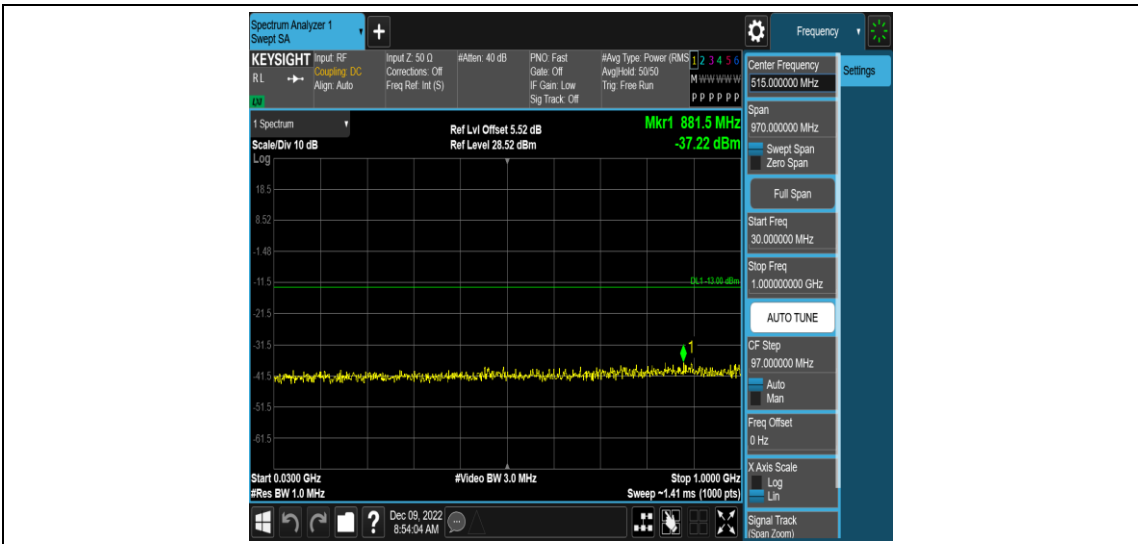 Spectrum Analyzer 1
Swept SA
+
Frequency
KEYSIGHT
RL
LXI
Input: RF
Coupling: DC
Align: Auto
Input Z: 50 Ω
Corrections: Off
Freq Ref: Int (S)
#Atten: 40 dB
PNO: Fast
Gate: Off
IF Gain: Low
Sig Track: Off
#Avg Type: Power (RMS
Avg|Hold: 50/50
Trig: Free Run
1 2 3 4 5 6
M W W W W W
P P P P P P
1 Spectrum
Scale/Div 10 dB
Ref Lvl Offset 5.52 dB
Ref Level 28.52 dBm
Mkr1 881.5 MHz
-37.22 dBm
Log
18.5
8.52
-1.48
-11.5
DL1 -13.00 dBm
-21.5
-31.5
1
-41.5
-51.5
-61.5
Start 0.0300 GHz
#Video BW 3.0 MHz
Stop 1.0000 GHz
#Res BW 1.0 MHz
Sweep ~1.41 ms (1000 pts)
?
Dec 09, 2022
8:54:04 AM
Center Frequency
515.000000 MHz
Settings
Span
970.000000 MHz
Swept Span
Zero Span
Full Span
Start Freq
30.000000 MHz
Stop Freq
1.000000000 GHz
AUTO TUNE
CF Step
97.000000 MHz
Auto
Man
Freq Offset
0 Hz
X Axis Scale
Log
Lin
Signal Track
(Span Zoom)